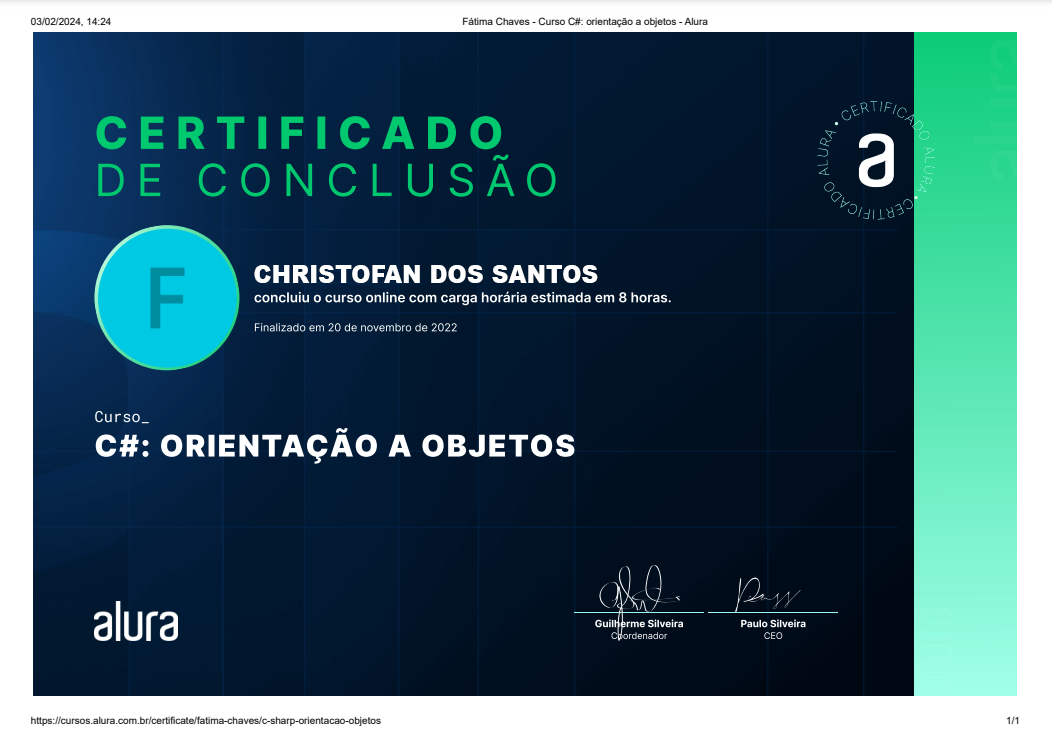 03/02/2024, 14:24
Fátima Chaves - Curso C#: orientação a objetos - Alura
CERTIFICADO
DE CONCLUSÃO
• CERTIFICADO ALURA • CERTIFICADO ALURA
a
F
CHRISTOFAN DOS SANTOS
concluiu o curso online com carga horária estimada em 8 horas.
Finalizado em 20 de novembro de 2022
Curso_
C#: ORIENTAÇÃO A OBJETOS
alura
Guilherme Silveira
Coordenador
Paulo Silveira
CEO
https://cursos.alura.com.br/certificate/fatima-chaves/c-sharp-orientacao-objetos
1/1